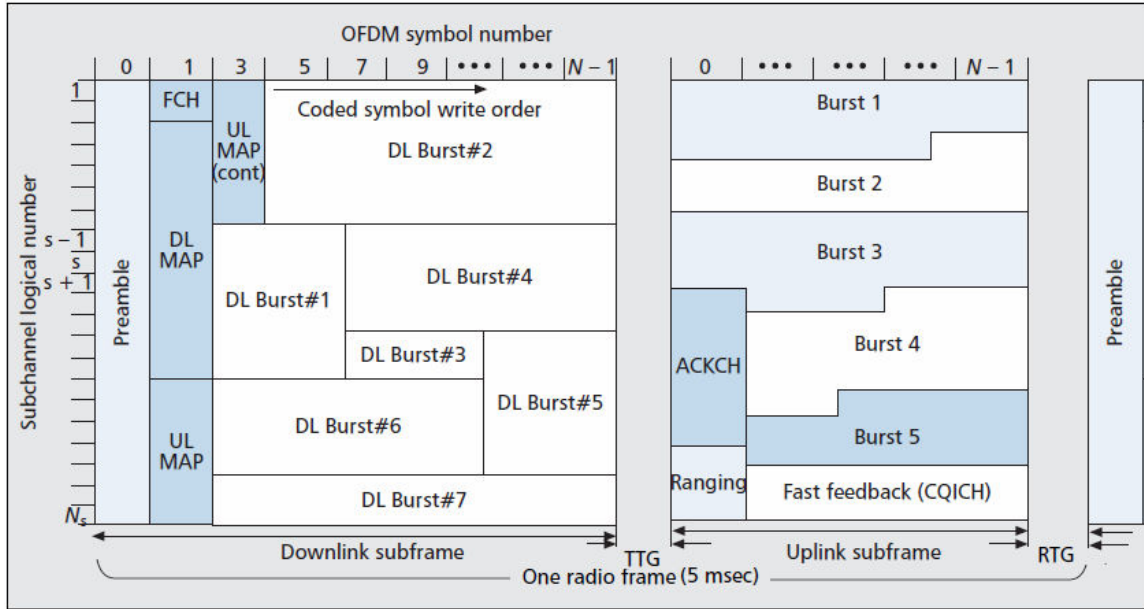 OFDM symbol number
0 1 3 5 7 9 ••• ••• N – 1 0 ••• ••• ••• N – 1
Subchannel logical number
1
s – 1
s
s + 1
Ns
Preamble
FCH
DL
MAP
UL
MAP
UL
MAP
(cont)
Coded symbol write order
DL Burst#2
DL Burst#1
DL Burst#4
DL Burst#3
DL Burst#5
DL Burst#6
DL Burst#7
Burst 1
Burst 2
Burst 3
Burst 4
ACKCH
Burst 5
Ranging
Fast feedback (CQICH)
Preamble
Downlink subframe
TTG
Uplink subframe
RTG
One radio frame (5 msec)